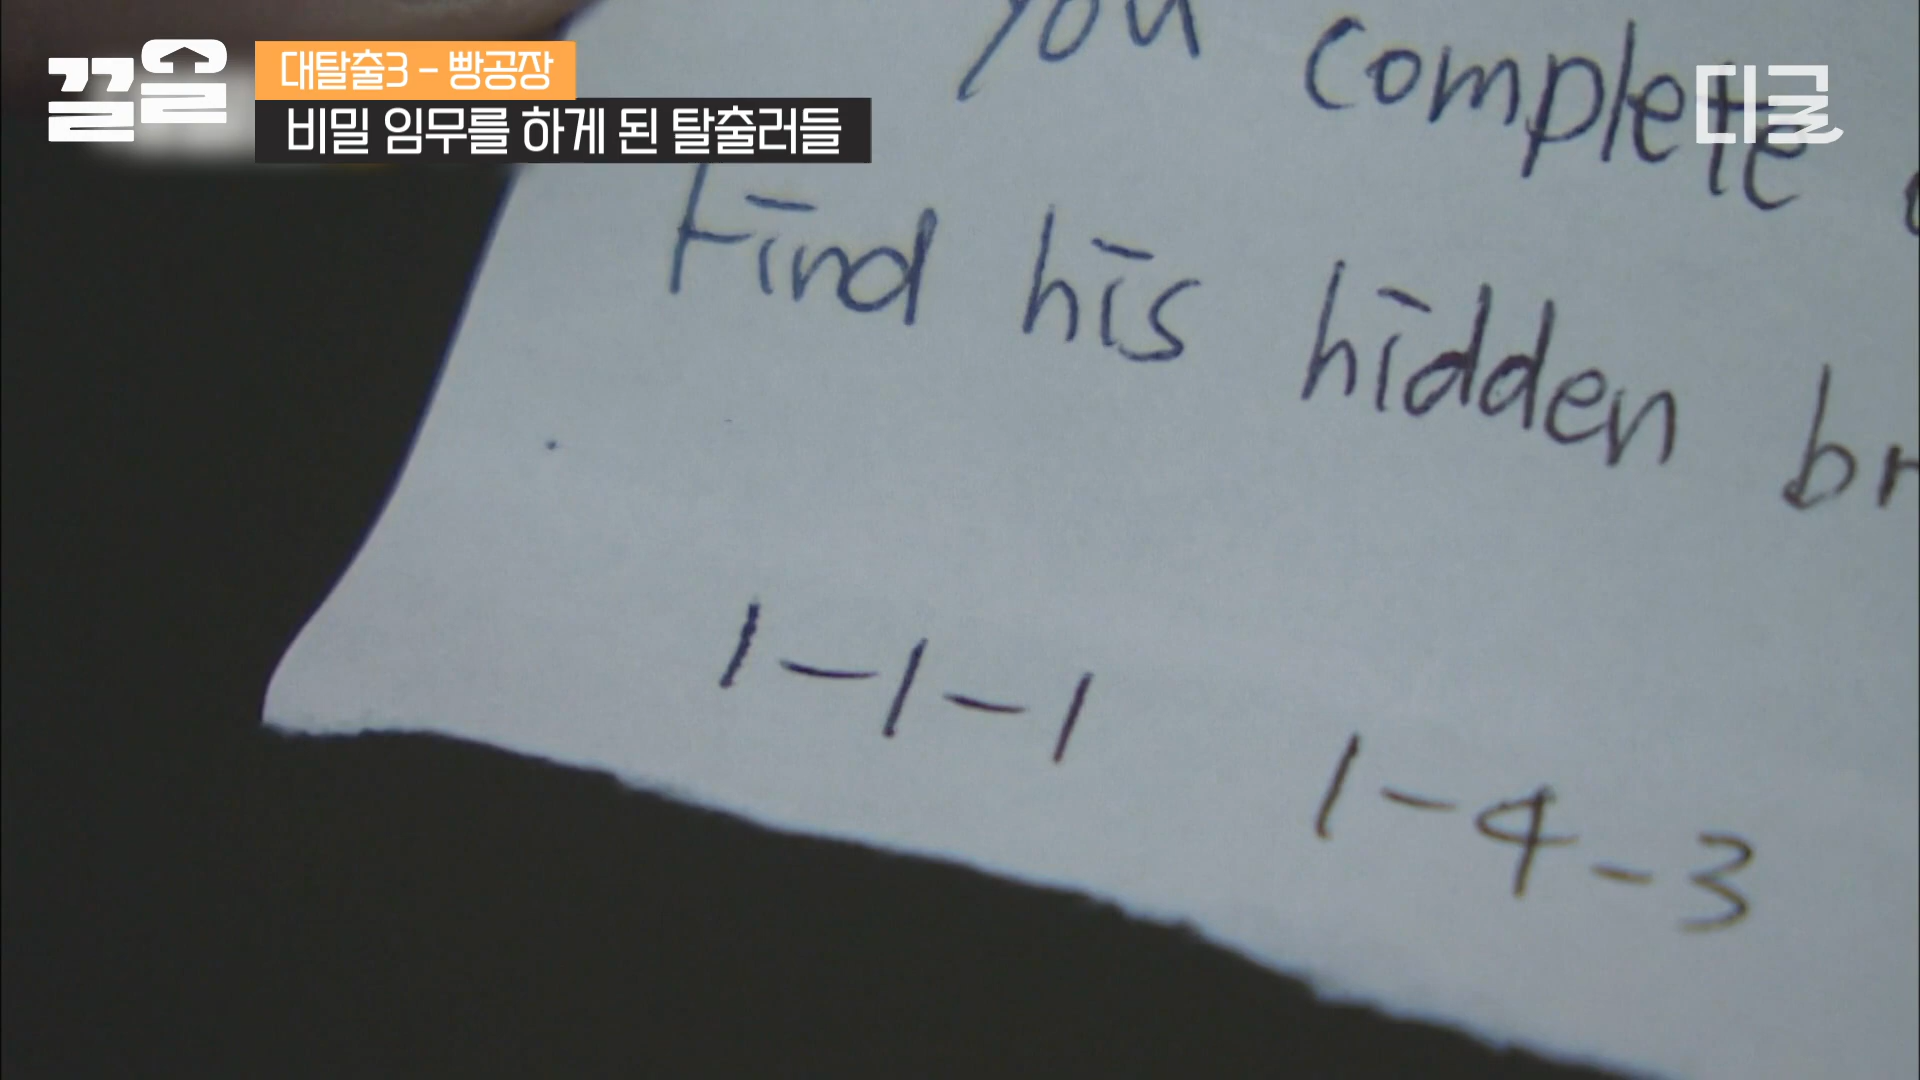 끌올
대탈출3 - 빵공장
비밀 임무를 하게 된 탈출러들
디글
you complete
Find his hidden
1-1-1 1-4-3